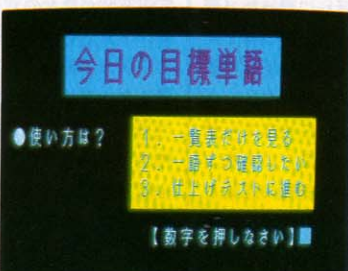 今日の目標単語
●使い方は？
1．一覧表だけを見る
2．一語ずつ確認したい
3．仕上げテストに進む
【数字を押しなさい】■